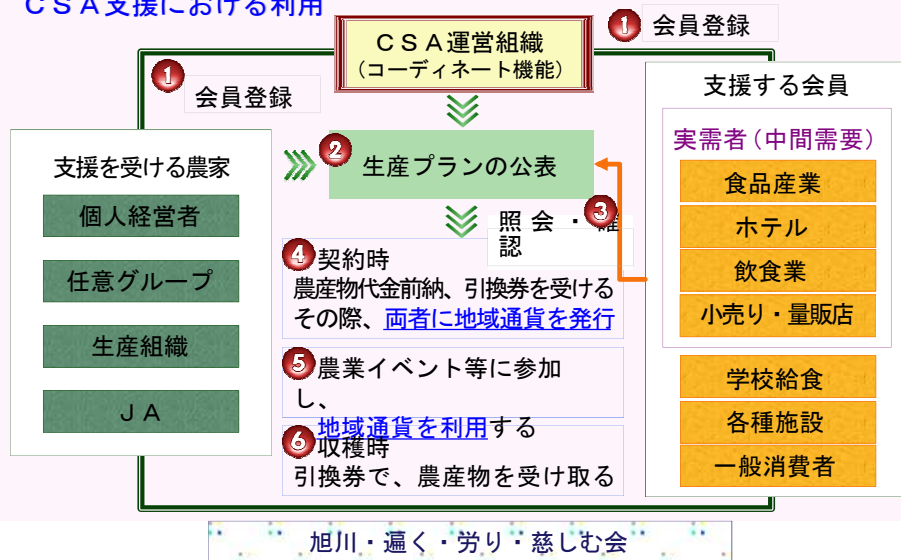 CSA支援における利用
CSA運営組織
(コーディネート機能)
① 会員登録
① 会員登録
支援を受ける農家
個人経営者
任意グループ
生産組織
JA
② 生産プランの公表
③ 照会・確
認
④ 契約時
農産物代金前納、引換券を受ける
その際、両者に地域通貨を発行
⑤ 農業イベント等に参加
し、
地域通貨を利用する
⑥ 収穫時
引換券で、農産物を受け取る
支援する会員
実需者(中間需要)
食品産業
ホテル
飲食業
小売り・量販店
学校給食
各種施設
一般消費者
旭川・遍く・労り・慈しむ会